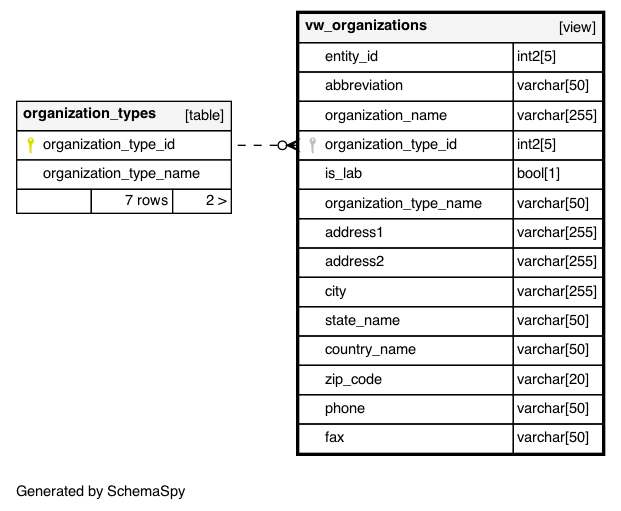 organization_types [table]
organization_type_id
organization_type_name
7 rows 2 >
vw_organizations [view]
entity_id int2[5]
abbreviation varchar[50]
organization_name varchar[255]
organization_type_id int2[5]
is_lab bool[1]
organization_type_name varchar[50]
address1 varchar[255]
address2 varchar[255]
city varchar[255]
state_name varchar[50]
country_name varchar[50]
zip_code varchar[20]
phone varchar[50]
fax varchar[50]
Generated by SchemaSpy